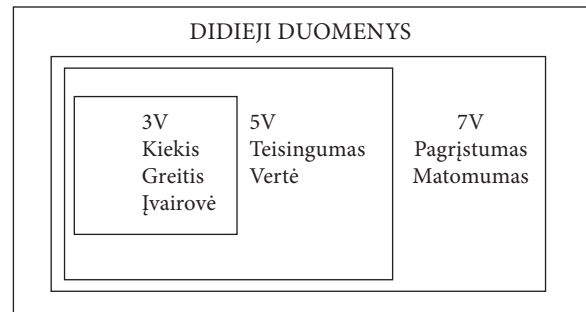 DIDIEJI DUOMENYS
3V
Kiekis
Greitis
Įvairovė
5V
Teisingumas
Vertė
7V
Pagrįstumas
Matomumas